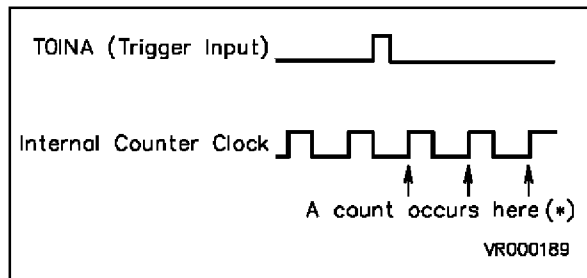 TOINA (Trigger Input)
Internal Counter Clock
A count occurs here (*)
VR000189